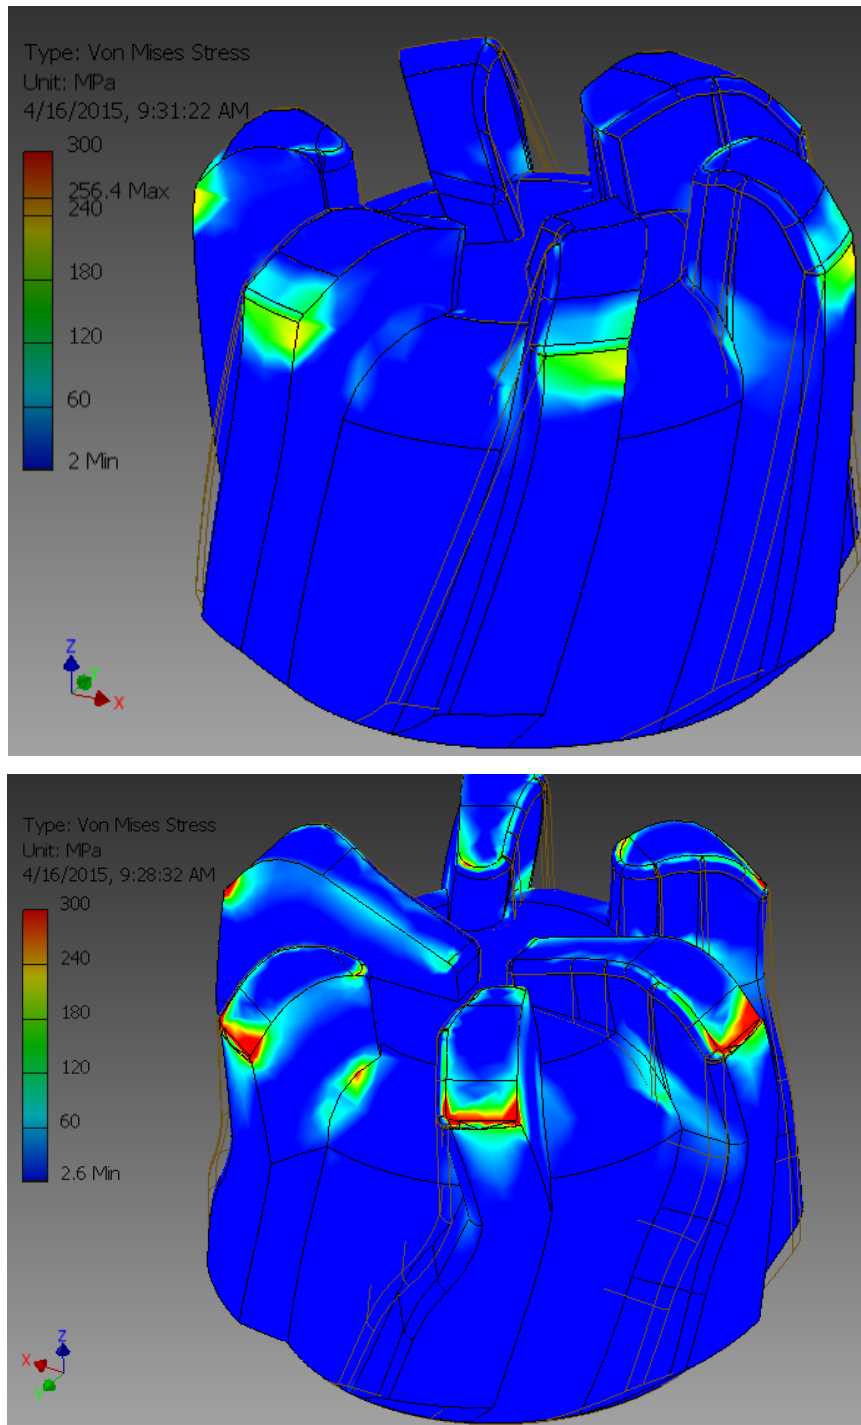 Type: Von Mises Stress
Unit: MPa
4/16/2015, 9:31:22 AM
300
256.4 Max
240
180
120
60
2 Min
Z
Y
X
Type: Von Mises Stress
Unit: MPa
4/16/2015, 9:28:32 AM
300
240
180
120
60
2.6 Min
Z
X
Y